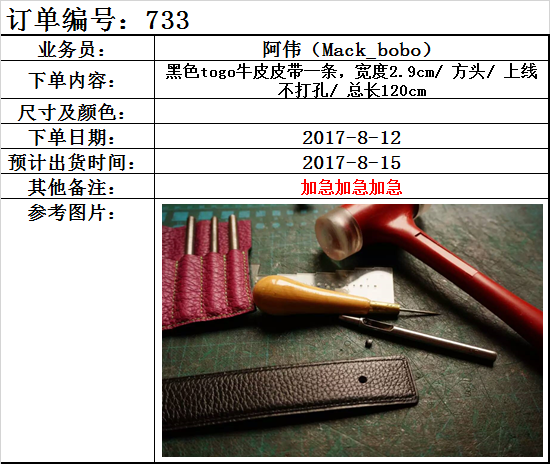 订单编号：733
业务员： 阿伟（Mack_bobo）
下单内容： 黑色togo牛皮皮带一条，宽度2.9cm/ 方头/ 上线
不打孔/ 总长120cm
尺寸及颜色：
下单日期： 2017-8-12
预计出货时间： 2017-8-15
其他备注： 加急加急加急
参考图片：